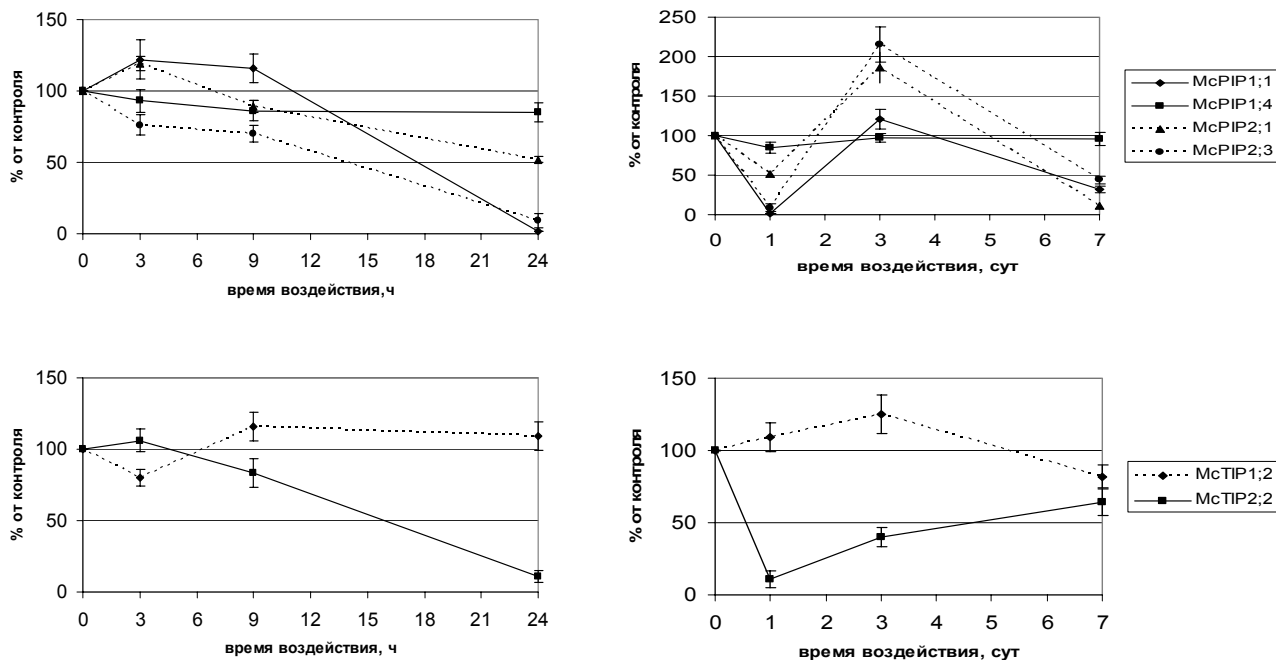 % от контроля
150
100
50
0
0 3 6 9 12 15 18 21 24
время воздействия,ч
% от контроля
250
200
150
100
50
0
0 1 2 3 4 5 6 7
время воздействия, сут
McPIP1;1
McPIP1;4
McPIP2;1
McPIP2;3
% от контроля
150
100
50
0
0 3 6 9 12 15 18 21 24
время воздействия, ч
% от контроля
150
100
50
0
0 1 2 3 4 5 6 7
время воздействия, сут
McTIP1;2
McTIP2;2